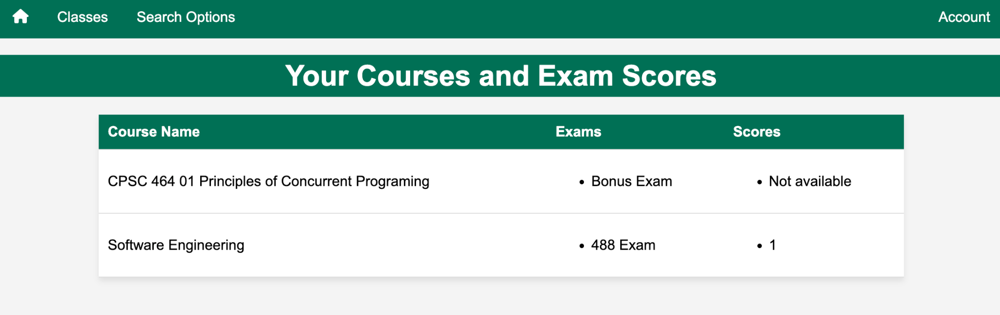 Classes Search Options Account
Your Courses and Exam Scores
Course Name Exams Scores
CPSC 464 01 Principles of Concurrent Programing • Bonus Exam • Not available
Software Engineering • 488 Exam • 1